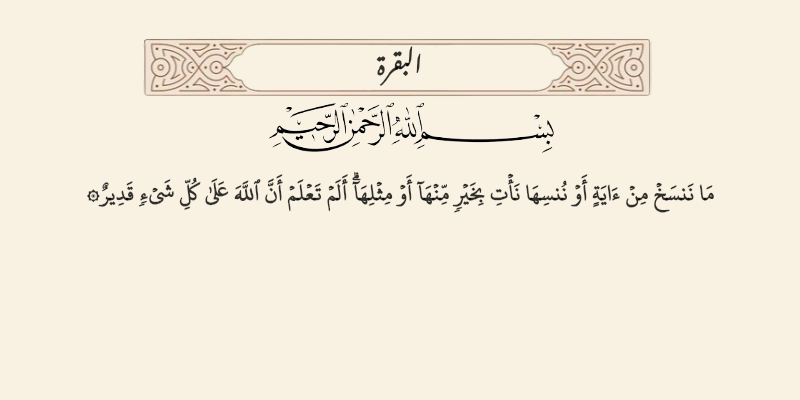 البقرة
بِسْمِ ٱللَّهِ ٱلرَّحْمَٰنِ ٱلرَّحِيمِ
مَا نَنسَخْ مِنْ ءَايَةٍ أَوْ نُنسِهَا نَأْتِ بِخَيْرٍ مِّنْهَآ أَوْ مِثْلِهَآ ۗ أَلَمْ تَعْلَمْ أَنَّ ٱللَّهَ عَلَىٰ كُلِّ شَىْءٍ قَدِيرٌ ۞